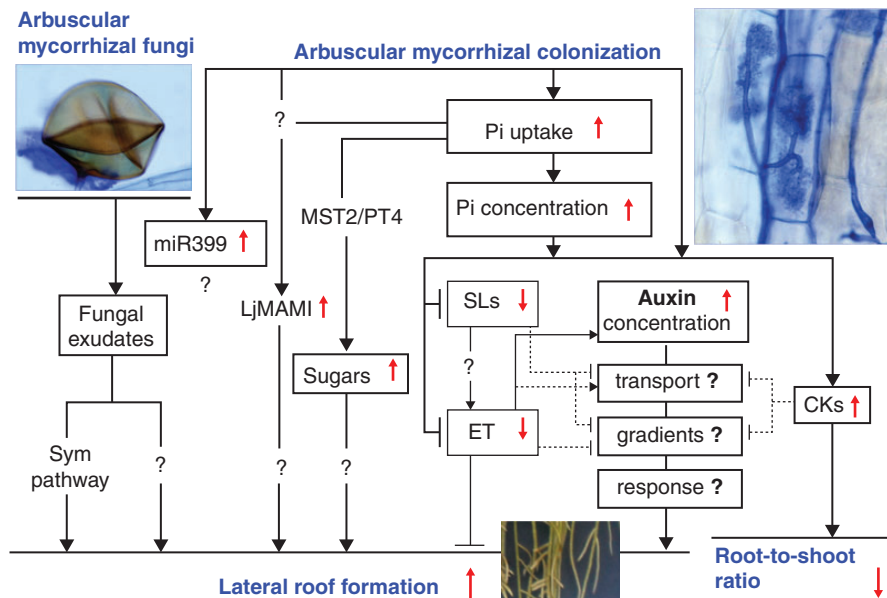 Arbuscular
mycorrhizal fungi
Arbuscular mycorrhizal colonization
?
Pi uptake
MST2/PT4
Pi concentration
miR399
?
LjMAMI
SLs
Auxin
concentration
Fungal
exudates
?
Sugars
transport ?
CKs
ET
gradients ?
Sym
pathway
?
?
?
response ?
Lateral roof formation
Root-to-shoot
ratio